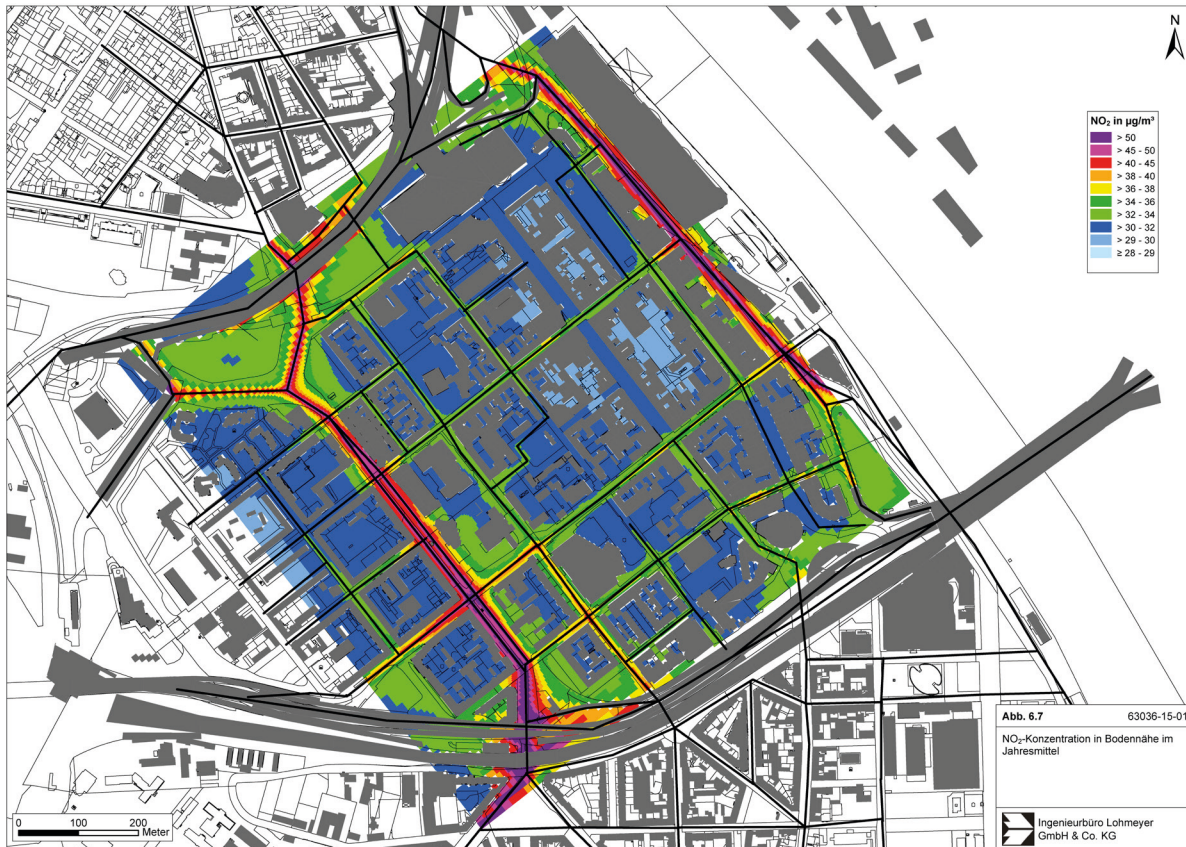 N
NO₂ in µg/m³
> 50
> 45 - 50
> 40 - 45
> 38 - 40
> 36 - 38
> 34 - 36
> 32 - 34
> 30 - 32
> 29 - 30
≥ 28 - 29
Abb. 6.7 63036-15-01
NO₂-Konzentration in Bodennähe im
Jahresmittel
0 100 200 Meter
Ingenieurbüro Lohmeyer
GmbH & Co. KG